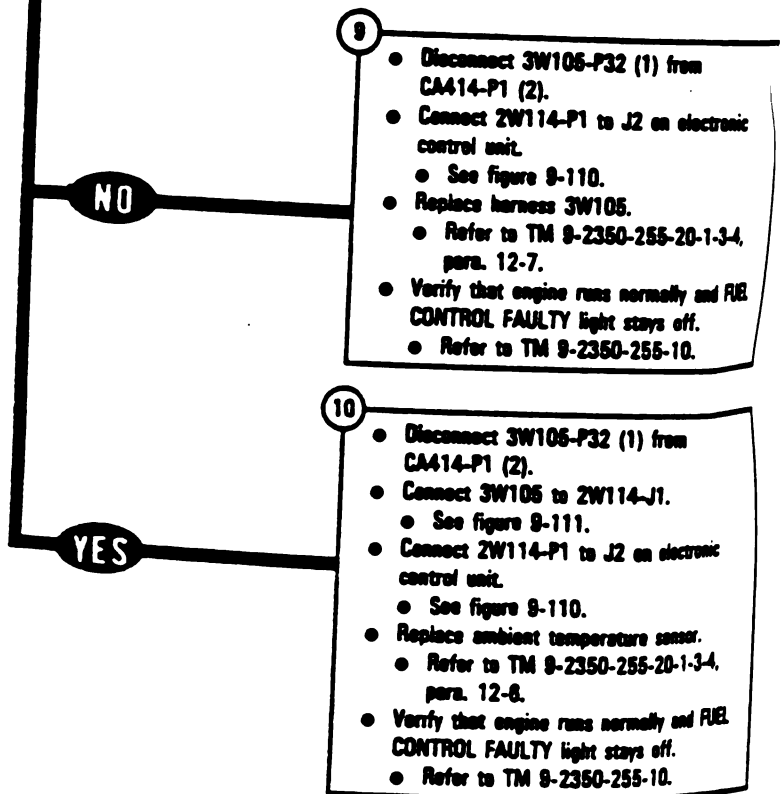 9
● Disconnect 3W105-P32 (1) from
CA414-P1 (2).
● Connect 2W114-P1 to J2 on electronic
control unit.
● See figure 9-110.
NO
● Replace harness 3W105.
● Refer to TM 9-2350-255-20-1-3-4,
para. 12-7.
● Verify that engine runs normally and FUEL
CONTROL FAULTY light stays off.
● Refer to TM 9-2350-255-10.
10
● Disconnect 3W105-P32 (1) from
CA414-P1 (2).
● Connect 3W105 to 2W114-J1.
● See figure 9-111.
YES
● Connect 2W114-P1 to J2 on electronic
control unit.
● See figure 9-110.
● Replace ambient temperature sensor.
● Refer to TM 9-2350-255-20-1-3-4,
para. 12-6.
● Verify that engine runs normally and FUEL
CONTROL FAULTY light stays off.
● Refer to TM 9-2350-255-10.